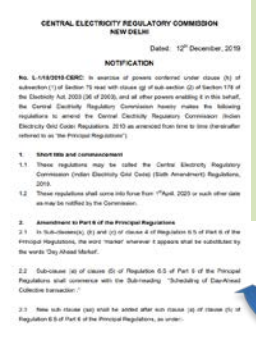 CENTRAL ELECTRICITY REGULATORY COMMISSION
NEW DELHI
Dated: 12th December, 2019
NOTIFICATION
No. L-1/18/2010-CERC: In exercise of powers conferred under clause (h) of
subsection (1) of Section 79 read with clause (g) of sub-section (2) of Section 178 of
the Electricity Act, 2003 (36 of 2003), and all other powers enabling it in this behalf,
the Central Electricity Regulatory Commission hereby makes the following
regulations to amend the Central Electricity Regulatory Commission (Indian
Electricity Grid Code) Regulations, 2010 as amended from time to time (hereinafter
referred to as "the Principal Regulations")
1. Short title and commencement
1.1 These regulations may be called the Central Electricity Regulatory
Commission (Indian Electricity Grid Code) (Sixth Amendment) Regulations,
2019.
1.2 These regulations shall come into force from 1st April, 2020 or such other date
as may be notified by the Commission.
2. Amendment to Part 6 of the Principal Regulations
2.1 In Sub-clauses(a), (b) and (c) of clause 4 of Regulation 6.5 of Part 6 of the
Principal Regulations, the word 'market' wherever it appears shall be substituted by
the words 'Day Ahead Market'.
2.2 Sub-clause (a) of clause (5) of Regulation 6.5 of Part 6 of the Principal
Regulations shall commence with the Sub-heading "Scheduling of Day-Ahead
Collective transaction:."
2.3 New sub clause (aa) shall be added after sub clause (a) of clause (5) of
Regulation 6.5 of Part 6 of the Principal Regulations, as under:-